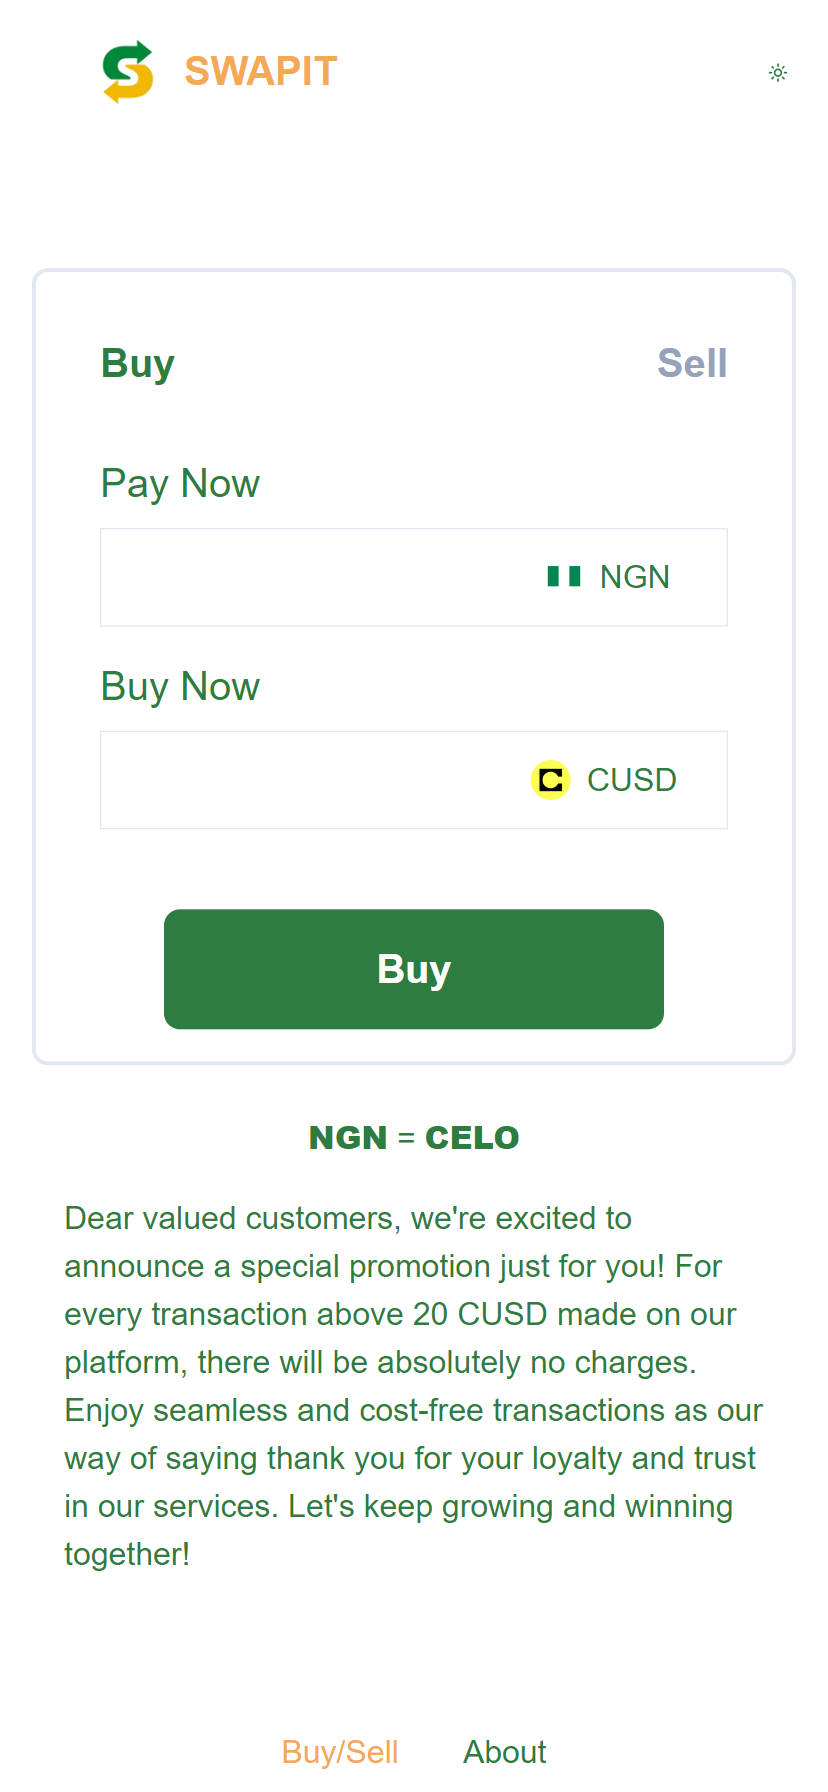 SWAPIT
Buy Sell
Pay Now
NGN
Buy Now
CUSD
Buy
NGN = CELO
Dear valued customers, we're excited to
announce a special promotion just for you! For
every transaction above 20 CUSD made on our
platform, there will be absolutely no charges.
Enjoy seamless and cost-free transactions as our
way of saying thank you for your loyalty and trust
in our services. Let's keep growing and winning
together!
Buy/Sell About